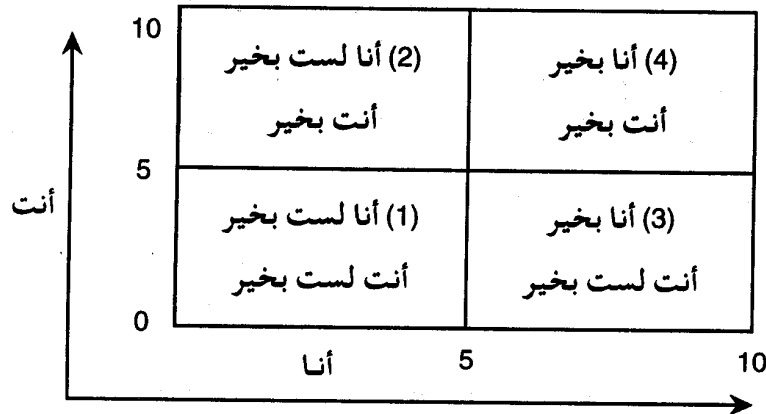 10
(2) أنا لست بخير
أنت بخير
(4) أنا بخير
أنت بخير
5
أنت
(1) أنا لست بخير
أنت لست بخير
(3) أنا بخير
أنت لست بخير
0
أنا
5
10